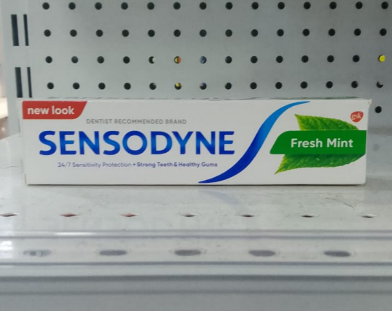 new look
DENTIST RECOMMENDED BRAND
SENSODYNE
24/7 Sensitivity Protection • Strong Teeth & Healthy Gums
Fresh Mint